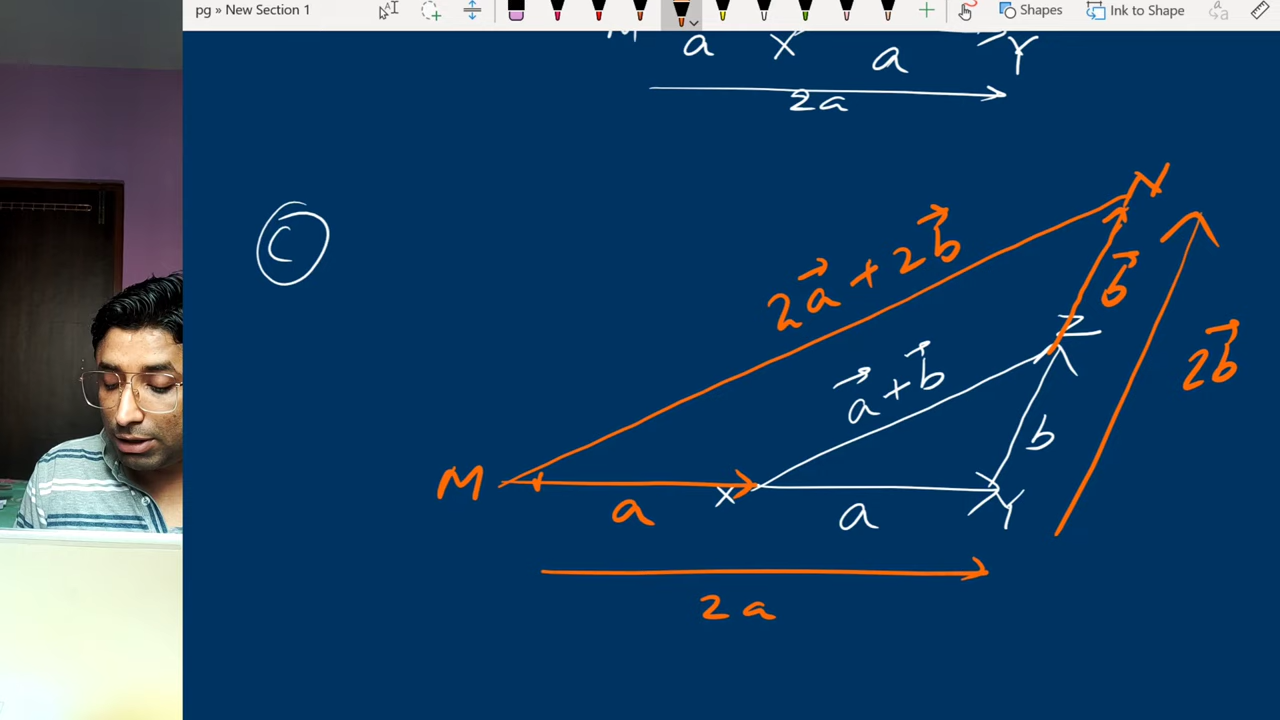 pg » New Section 1
Shapes
Ink to Shape
M a X a Y
2a
C
N
2a + 2b
b
Z
2b
a + b
b
M
a
X
a
Y
2a